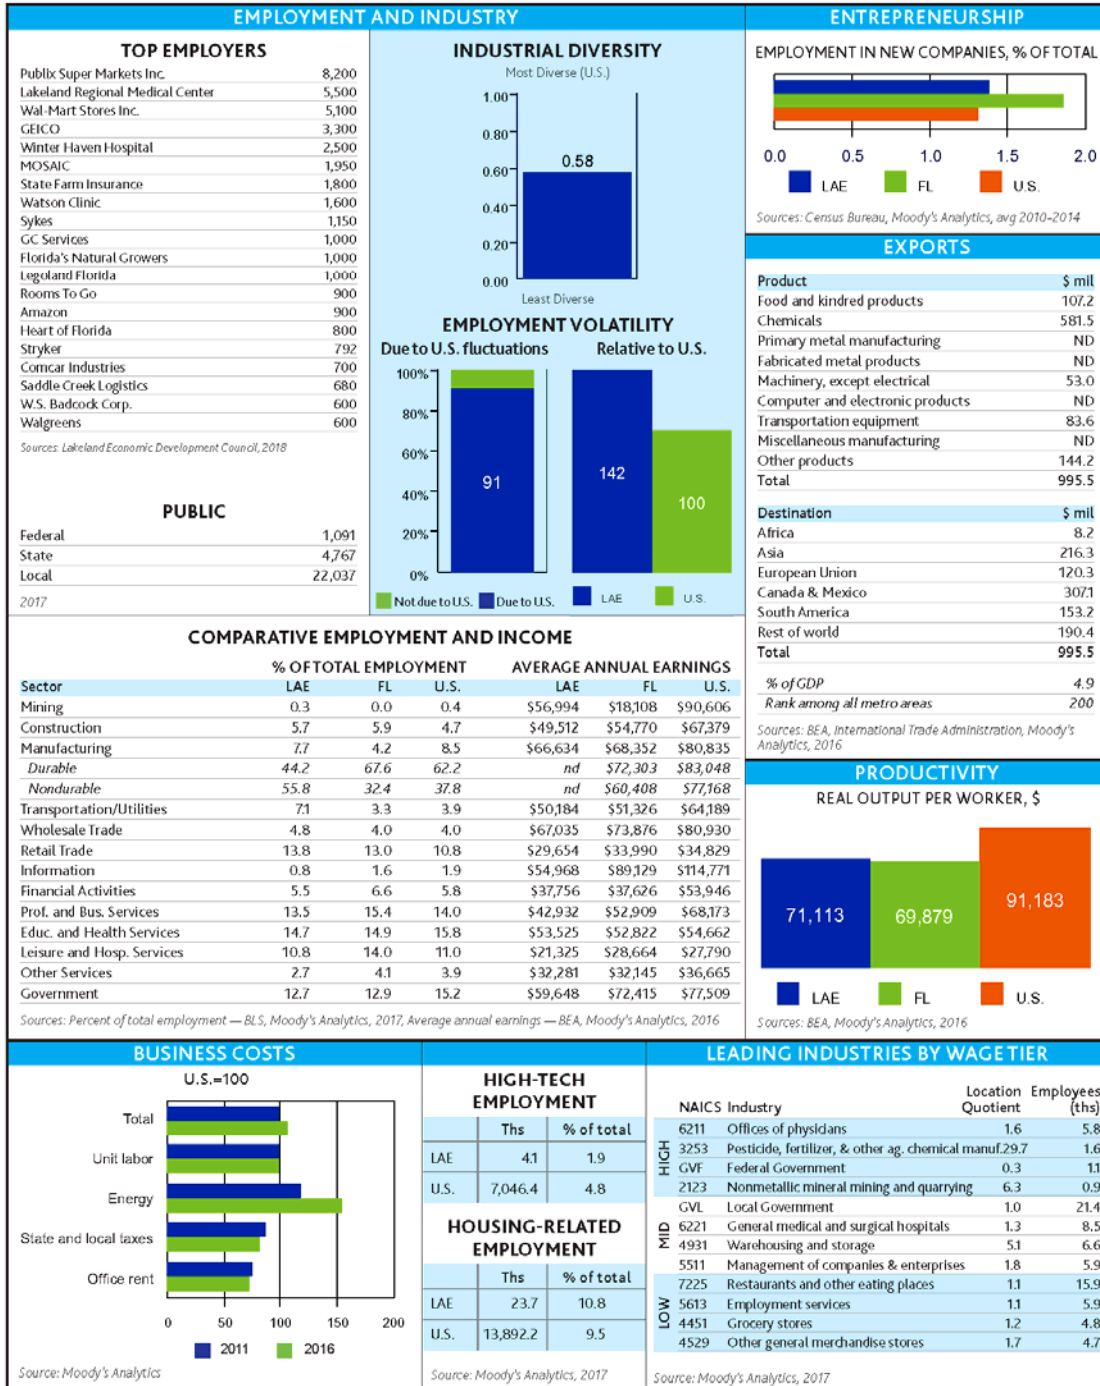 EMPLOYMENT AND INDUSTRY
TOP EMPLOYERS
Publix Super Markets Inc. 8,200
Lakeland Regional Medical Center 5,500
Wal-Mart Stores Inc. 5,100
GEICO 3,300
Winter Haven Hospital 2,500
MOSAIC 1,950
State Farm Insurance 1,800
Watson Clinic 1,600
Sykes 1,150
GC Services 1,000
Florida's Natural Growers 1,000
Legoland Florida 1,000
Rooms To Go 900
Amazon 900
Heart of Florida 800
Stryker 792
Comcar Industries 700
Saddle Creek Logistics 680
W.S. Badcock Corp. 600
Walgreens 600
Sources: Lakeland Economic Development Council, 2018
PUBLIC
Federal 1,091
State 4,767
Local 22,037
2017
INDUSTRIAL DIVERSITY
Most Diverse (U.S.)
1.00
0.80
0.60
0.40
0.20
0.00
0.58
Least Diverse
EMPLOYMENT VOLATILITY
Due to U.S. fluctuations Relative to U.S.
100%
80%
60%
40%
20%
0%
91
142
100
Not due to U.S. Due to U.S. LAE U.S.
ENTREPRENEURSHIP
EMPLOYMENT IN NEW COMPANIES, % OF TOTAL
0.0 0.5 1.0 1.5 2.0
LAE FL U.S.
Sources: Census Bureau, Moody's Analytics, avg 2010–2014
EXPORTS
Product $ mil
Food and kindred products 107.2
Chemicals 581.5
Primary metal manufacturing ND
Fabricated metal products ND
Machinery, except electrical 53.0
Computer and electronic products ND
Transportation equipment 83.6
Miscellaneous manufacturing ND
Other products 144.2
Total 995.5
Destination $ mil
Africa 8.2
Asia 216.3
European Union 120.3
Canada & Mexico 307.1
South America 153.2
Rest of world 190.4
Total 995.5
% of GDP 4.9
Rank among all metro areas 200
Sources: BEA, International Trade Administration, Moody's
Analytics, 2016
COMPARATIVE EMPLOYMENT AND INCOME
% OF TOTAL EMPLOYMENT AVERAGE ANNUAL EARNINGS
Sector LAE FL U.S. LAE FL U.S.
Mining 0.3 0.0 0.4 $56,994 $18,108 $90,606
Construction 5.7 5.9 4.7 $49,512 $54,770 $67,379
Manufacturing 7.7 4.2 8.5 $66,634 $68,352 $80,835
Durable 44.2 67.6 62.2 nd $72,303 $83,048
Nondurable 55.8 32.4 37.8 nd $60,408 $77,168
Transportation/Utilities 7.1 3.3 3.9 $50,184 $51,326 $64,189
Wholesale Trade 4.8 4.0 4.0 $67,035 $73,876 $80,930
Retail Trade 13.8 13.0 10.8 $29,654 $33,990 $34,829
Information 0.8 1.6 1.9 $54,968 $89,129 $114,771
Financial Activities 5.5 6.6 5.8 $37,756 $37,626 $53,946
Prof. and Bus. Services 13.5 15.4 14.0 $42,932 $52,909 $68,173
Educ. and Health Services 14.7 14.9 15.8 $53,525 $52,822 $54,662
Leisure and Hosp. Services 10.8 14.0 11.0 $21,325 $28,664 $27,790
Other Services 2.7 4.1 3.9 $32,281 $32,145 $36,665
Government 12.7 12.9 15.2 $59,648 $72,415 $77,509
Sources: Percent of total employment — BLS, Moody's Analytics, 2017, Average annual earnings — BEA, Moody's Analytics, 2016
PRODUCTIVITY
REAL OUTPUT PER WORKER, $
71,113
69,879
91,183
LAE FL U.S.
Sources: BEA, Moody's Analytics, 2016
BUSINESS COSTS
U.S.=100
Total
Unit labor
Energy
State and local taxes
Office rent
0 50 100 150 200
2011 2016
Source: Moody's Analytics
HIGH-TECH
EMPLOYMENT
Ths % of total
LAE 4.1 1.9
U.S. 7,046.4 4.8
HOUSING-RELATED
EMPLOYMENT
Ths % of total
LAE 23.7 10.8
U.S. 13,892.2 9.5
Source: Moody's Analytics, 2017
LEADING INDUSTRIES BY WAGE TIER
Location Employees
NAICS Industry Quotient (ths)
HIGH
6211 Offices of physicians 1.6 5.8
3253 Pesticide, fertilizer, & other ag. chemical manuf. 29.7 1.6
GVF Federal Government 0.3 1.1
2123 Nonmetallic mineral mining and quarrying 6.3 0.9
MID
GVL Local Government 1.0 21.4
6221 General medical and surgical hospitals 1.3 8.5
4931 Warehousing and storage 5.1 6.6
5511 Management of companies & enterprises 1.8 5.9
LOW
7225 Restaurants and other eating places 1.1 15.9
5613 Employment services 1.1 5.9
4451 Grocery stores 1.2 4.8
4529 Other general merchandise stores 1.7 4.7
Source: Moody's Analytics, 2017